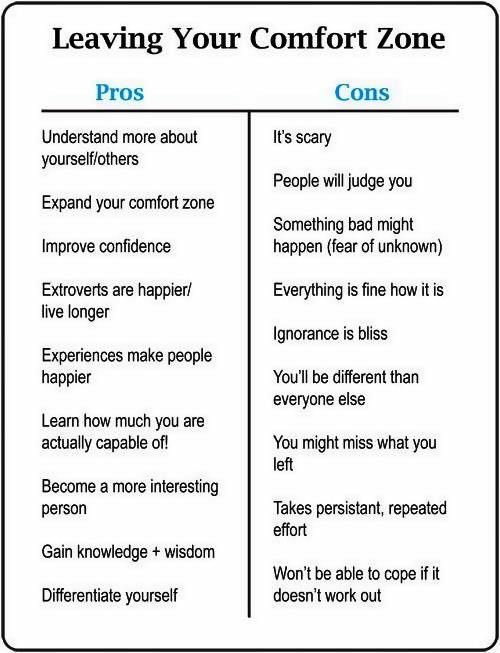 Leaving Your Comfort Zone
Pros
Understand more about
yourself/others
Expand your comfort zone
Improve confidence
Extroverts are happier/
live longer
Experiences make people
happier
Learn how much you are
actually capable of!
Become a more interesting
person
Gain knowledge + wisdom
Differentiate yourself
Cons
It's scary
People will judge you
Something bad might
happen (fear of unknown)
Everything is fine how it is
Ignorance is bliss
You'll be different than
everyone else
You might miss what you
left
Takes persistant, repeated
effort
Won't be able to cope if it
doesn't work out